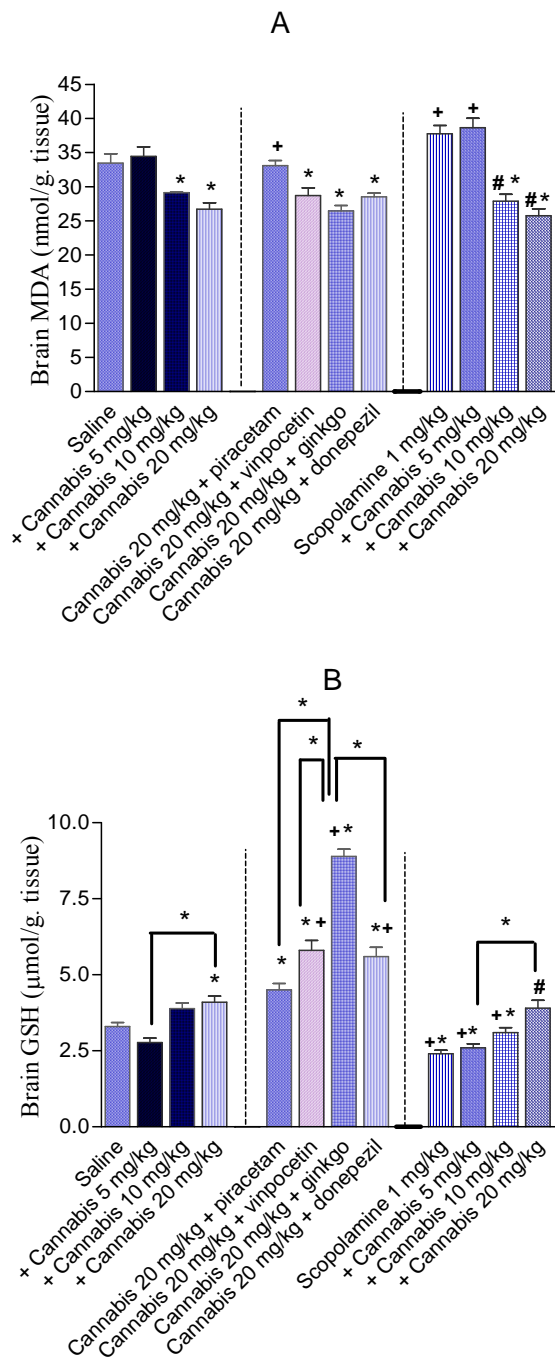 A
Brain MDA (nmol/g. tissue)
45
40
35
30
25
20
15
10
5
0
* *
+ * * *
+ + #* #*
Saline
+ Cannabis 5 mg/kg
+ Cannabis 10 mg/kg
+ Cannabis 20 mg/kg
Cannabis 20 mg/kg + piracetam
Cannabis 20 mg/kg + vinpocetin
Cannabis 20 mg/kg + ginkgo
Cannabis 20 mg/kg + donepezil
Scopolamine 1 mg/kg
+ Cannabis 5 mg/kg
+ Cannabis 10 mg/kg
+ Cannabis 20 mg/kg
B
Brain GSH (µmol/g. tissue)
10.0
7.5
5.0
2.5
0.0
* *
* * *
* *+ +* *+
*
+* +* +* #
Saline
+ Cannabis 5 mg/kg
+ Cannabis 10 mg/kg
+ Cannabis 20 mg/kg
Cannabis 20 mg/kg + piracetam
Cannabis 20 mg/kg + vinpocetin
Cannabis 20 mg/kg + ginkgo
Cannabis 20 mg/kg + donepezil
Scopolamine 1 mg/kg
+ Cannabis 5 mg/kg
+ Cannabis 10 mg/kg
+ Cannabis 20 mg/kg